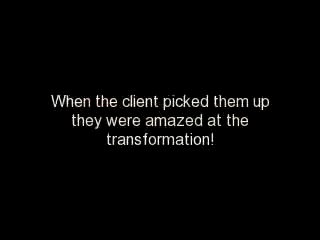 When the client picked them up
they were amazed at the
transformation!